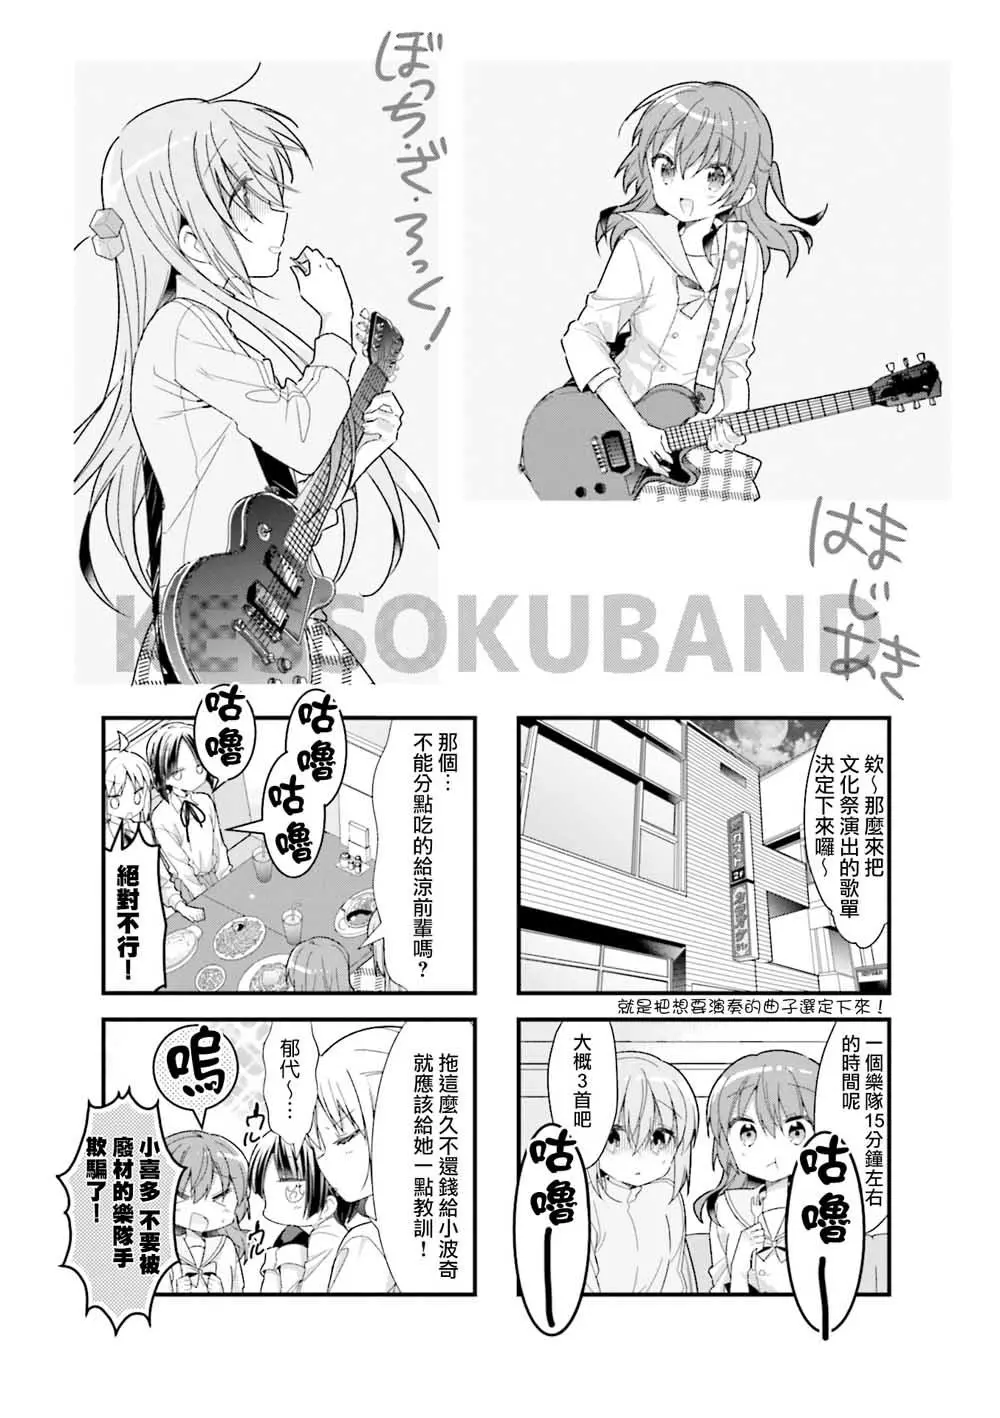 ぼっち・ざ・ろっく!
はまじあき
KESSOKUBAND
欸～那麼來把
文化祭演出的歌單
決定下來囉～
就是把想要演奏的曲子選定下來!
一個樂隊15分鐘左右
的時間呢
咕嚕──
大概3首吧
咕嚕──
那個…
不能分點吃的給涼前輩嗎?
咕嚕
咕嚕
咕嚕
絕對不行!
拖這麼久不還錢給小波奇
就應該給她一點教訓!
郁代～…
ウルウル
嗚
小喜多 不要被
廢材的樂隊手
欺騙了!